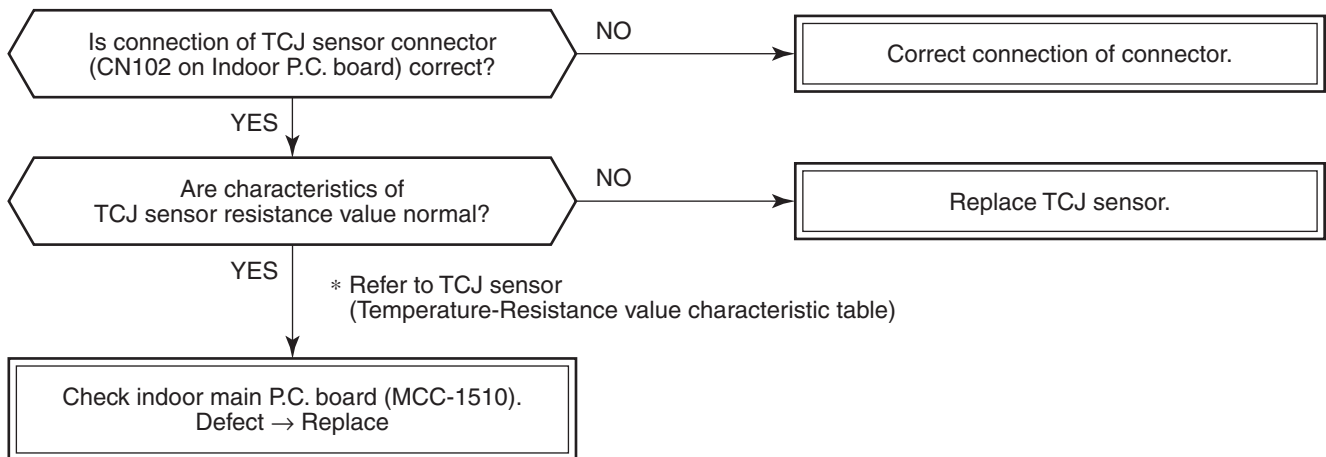 Is connection of TCJ sensor connector
(CN102 on Indoor P.C. board) correct?
NO
Correct connection of connector.
YES
Are characteristics of
TCJ sensor resistance value normal?
NO
Replace TCJ sensor.
YES
* Refer to TCJ sensor
(Temperature-Resistance value characteristic table)
Check indoor main P.C. board (MCC-1510).
Defect → Replace